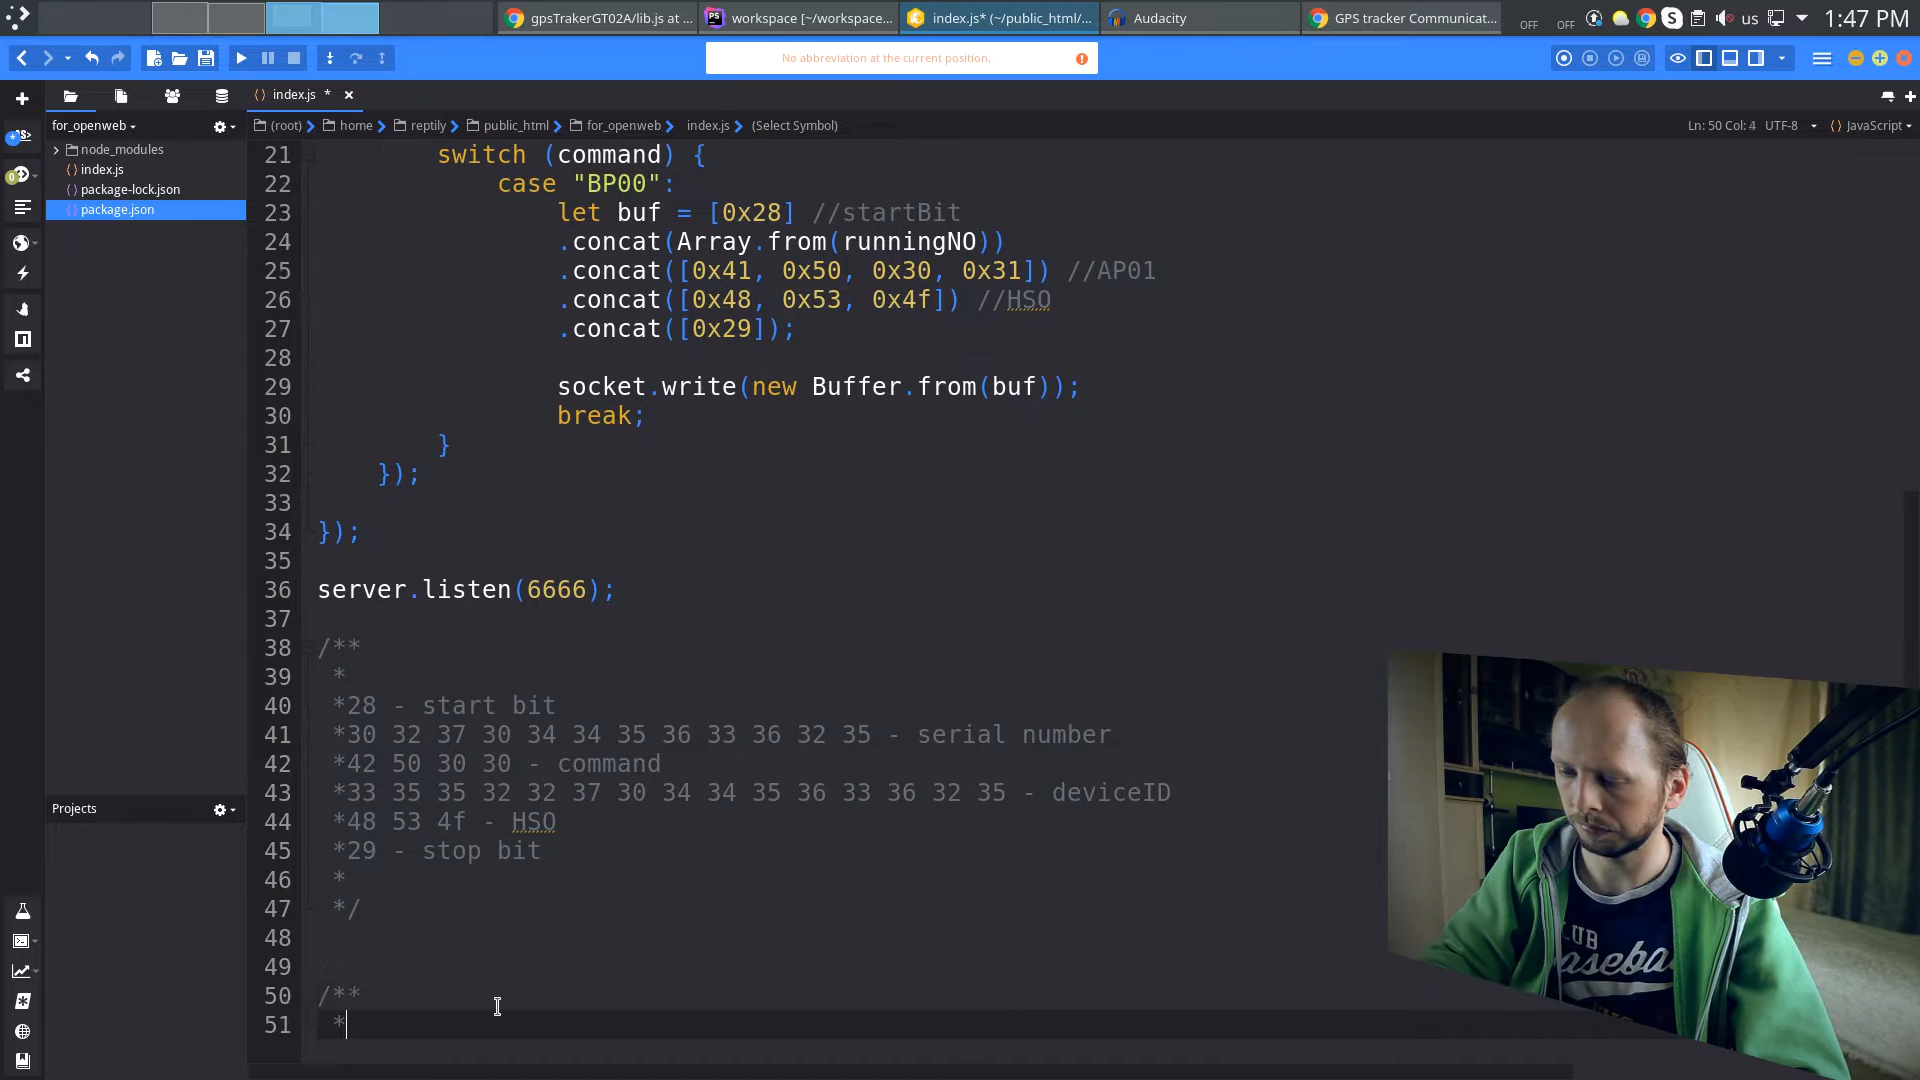 gpsTrakerGT02A/lib.js at ...
workspace [~/workspace...
index.js* (~/public_html/...
Audacity
GPS tracker Communicat...
OFF
OFF
us
1:47 PM
No abbreviation at the current position.
index.js *
for_openweb
(root)
home
reptily
public_html
for_openweb
index.js
(Select Symbol)
Ln: 50 Col: 4
UTF-8
JavaScript
node_modules
index.js
package-lock.json
package.json
Projects
21 switch (command) {
22 case "BP00":
23 let buf = [0x28] //startBit
24 .concat(Array.from(runningNO))
25 .concat([0x41, 0x50, 0x30, 0x31]) //AP01
26 .concat([0x48, 0x53, 0x4f]) //HSO
27 .concat([0x29]);
28
29 socket.write(new Buffer.from(buf));
30 break;
31 }
32 });
33
34 });
35
36 server.listen(6666);
37
38 /**
39 *
40 *28 - start bit
41 *30 32 37 30 34 34 35 36 33 36 32 35 - serial number
42 *42 50 30 30 - command
43 *33 35 35 32 32 37 30 34 34 35 36 33 36 32 35 - deviceID
44 *48 53 4f - HSO
45 *29 - stop bit
46 *
47 */
48
49
50 /**
51 *